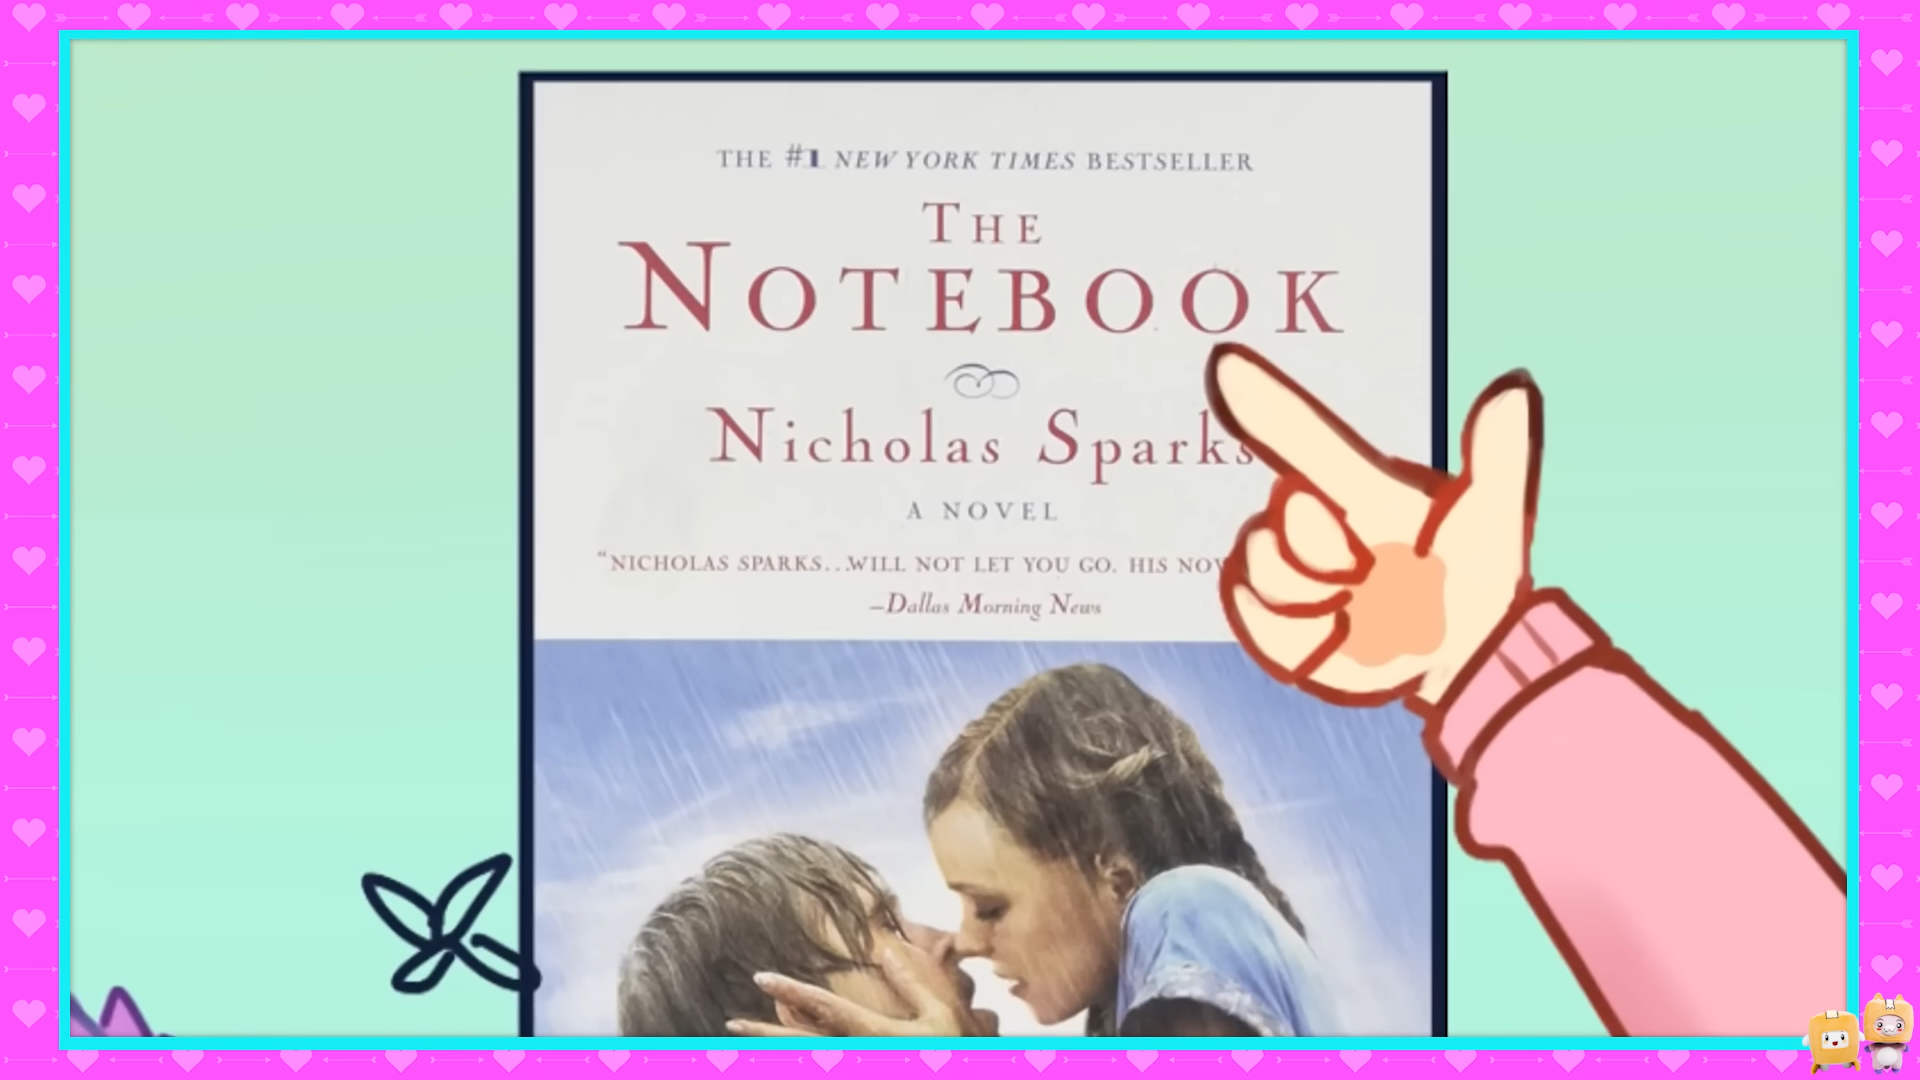 THE #1 NEW YORK TIMES BESTSELLER
THE
NOTEBOOK
Nicholas Sparks
A NOVEL
"NICHOLAS SPARKS...WILL NOT LET YOU GO. HIS
–Dallas Morning News